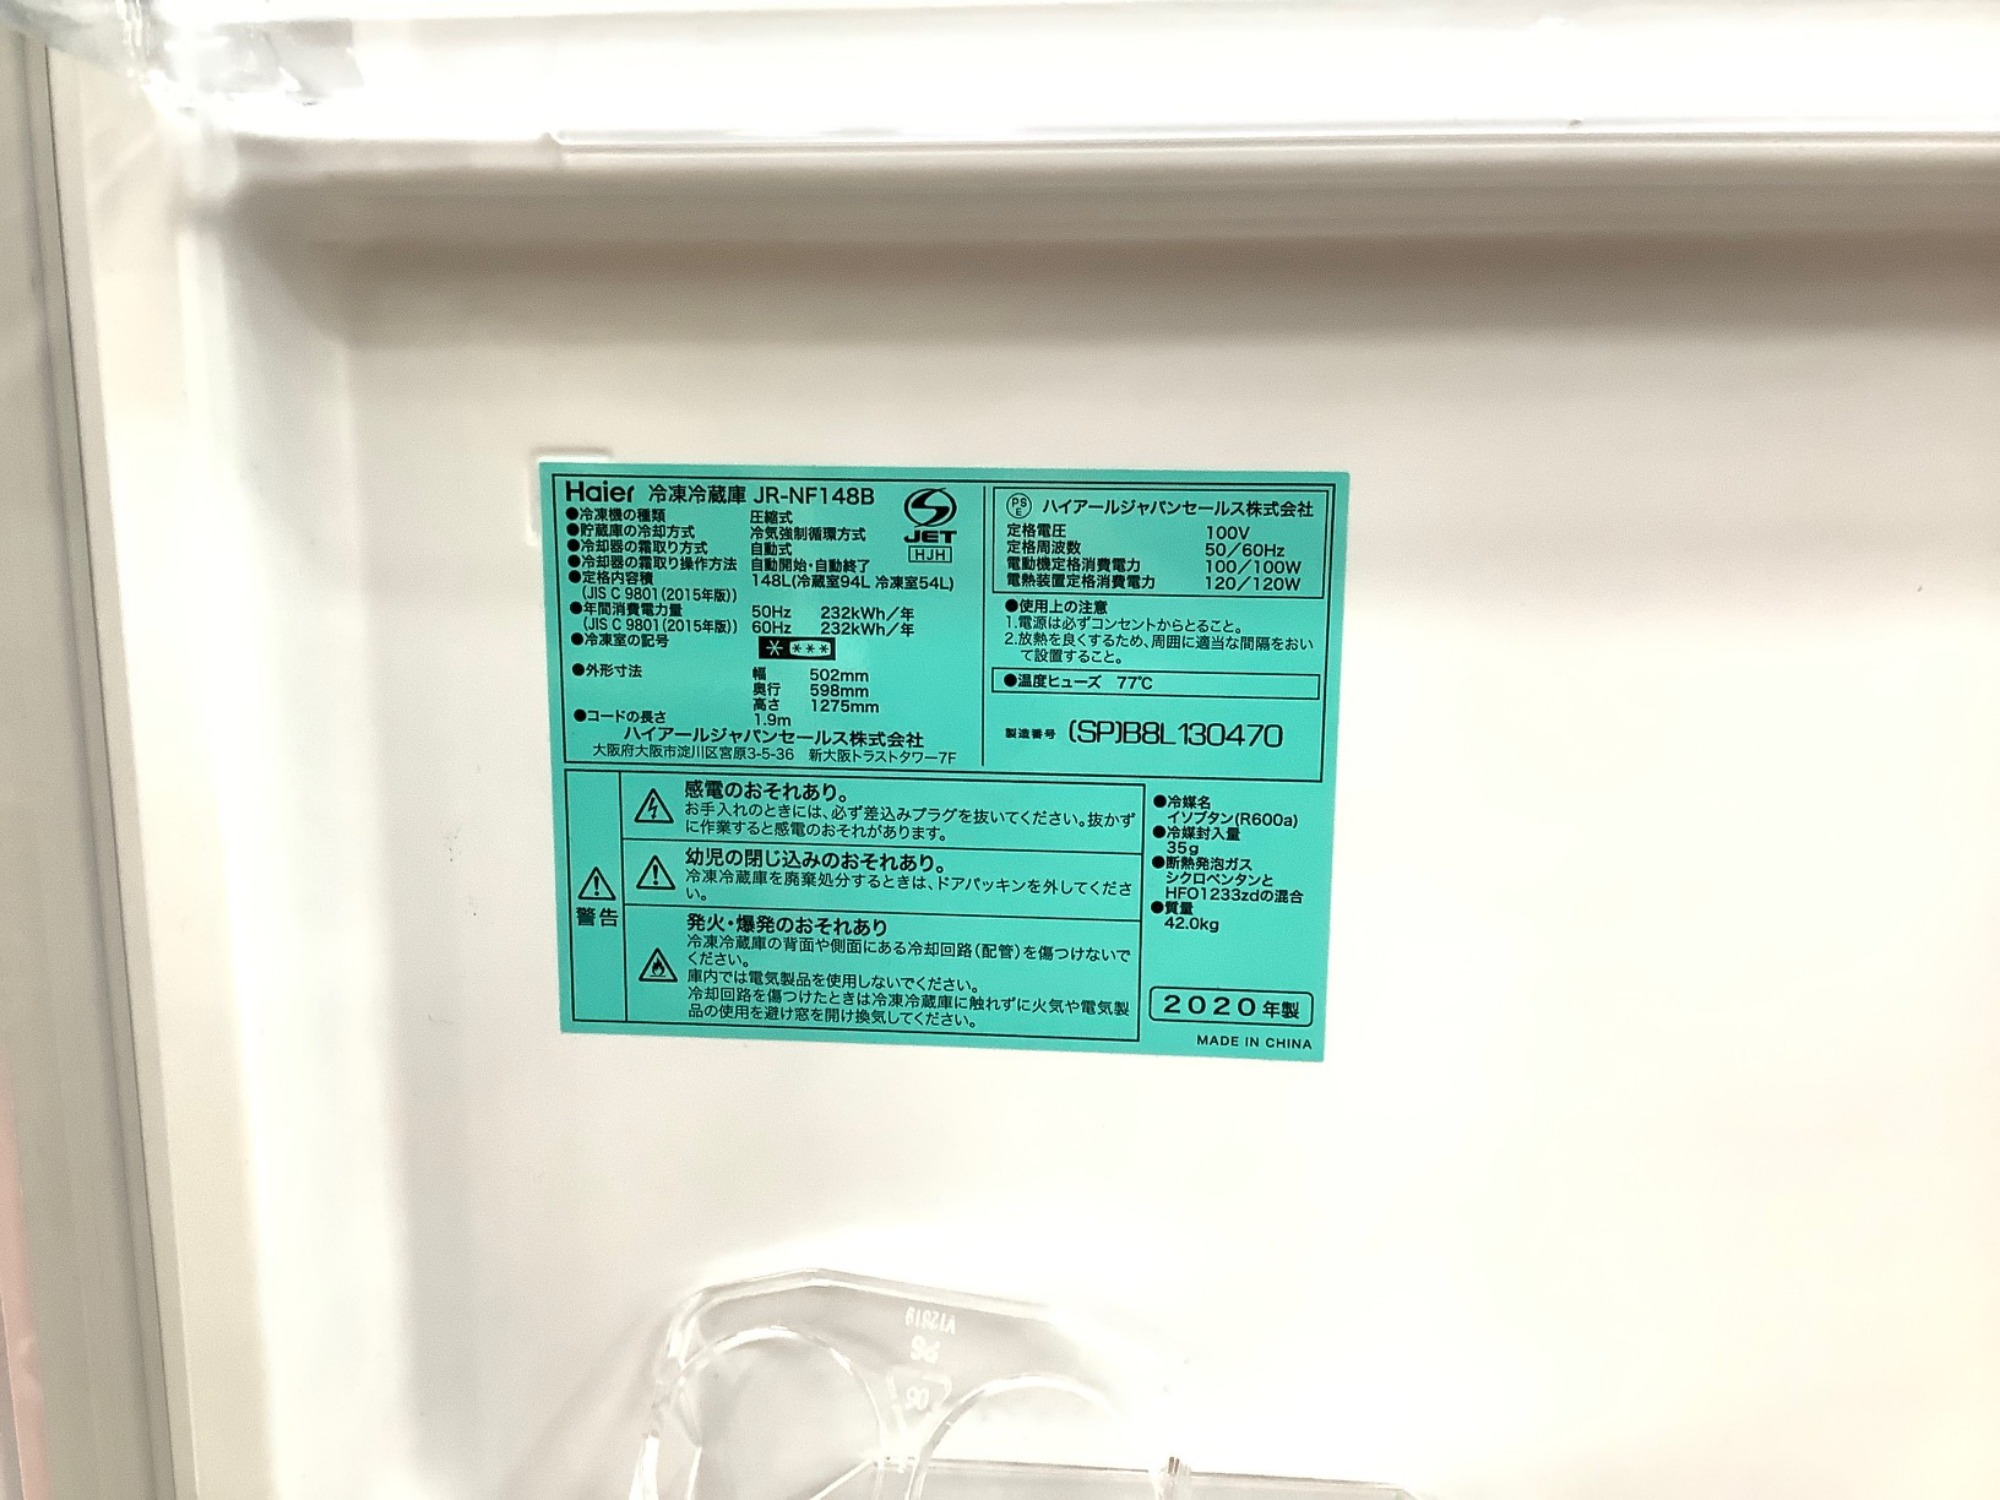 Haier 冷凍冷蔵庫 JR-NF148B
●冷凍機の種類 圧縮式
●貯蔵庫の冷却方式 冷気強制循環方式
●冷却器の霜取り方式 自動式
●冷却器の霜取り操作方法 自動開始・自動終了
●定格内容積 148L(冷蔵室94L 冷凍室54L)
(JIS C 9801(2015年版))
●年間消費電力量 50Hz 232kWh/年
(JIS C 9801(2015年版)) 60Hz 232kWh/年
●冷凍室の記号
●外形寸法 幅 502mm
奥行 598mm
高さ 1275mm
●コードの長さ 1.9m
ハイアールジャパンセールス株式会社
大阪府大阪市淀川区宮原3-5-36 新大阪トラストタワー7F
JET
HJH
PSE ハイアールジャパンセールス株式会社
定格電圧 100V
定格周波数 50/60Hz
電動機定格消費電力 100/100W
電熱装置定格消費電力 120/120W
●使用上の注意
1.電源は必ずコンセントからとること。
2.放熱を良くするため、周囲に適当な間隔をおい
て設置すること。
●温度ヒューズ 77℃
製造番号 (SP)B8L130470
警告
感電のおそれあり。
お手入れのときには、必ず差込みプラグを抜いてください。抜かず
に作業すると感電のおそれがあります。
幼児の閉じ込みのおそれあり。
冷凍冷蔵庫を廃棄処分するときは、ドアパッキンを外してくださ
い。
発火・爆発のおそれあり
冷凍冷蔵庫の背面や側面にある冷却回路(配管)を傷つけないで
ください。
庫内では電気製品を使用しないでください。
冷却回路を傷つけたときは冷凍冷蔵庫に触れずに火気や電気製
品の使用を避け窓を開け換気してください。
●冷媒名
イソブタン(R600a)
●冷媒封入量
35g
●断熱発泡ガス
シクロペンタンと
HFO1233zdの混合
●質量
42.0kg
2020年製
MADE IN CHINA